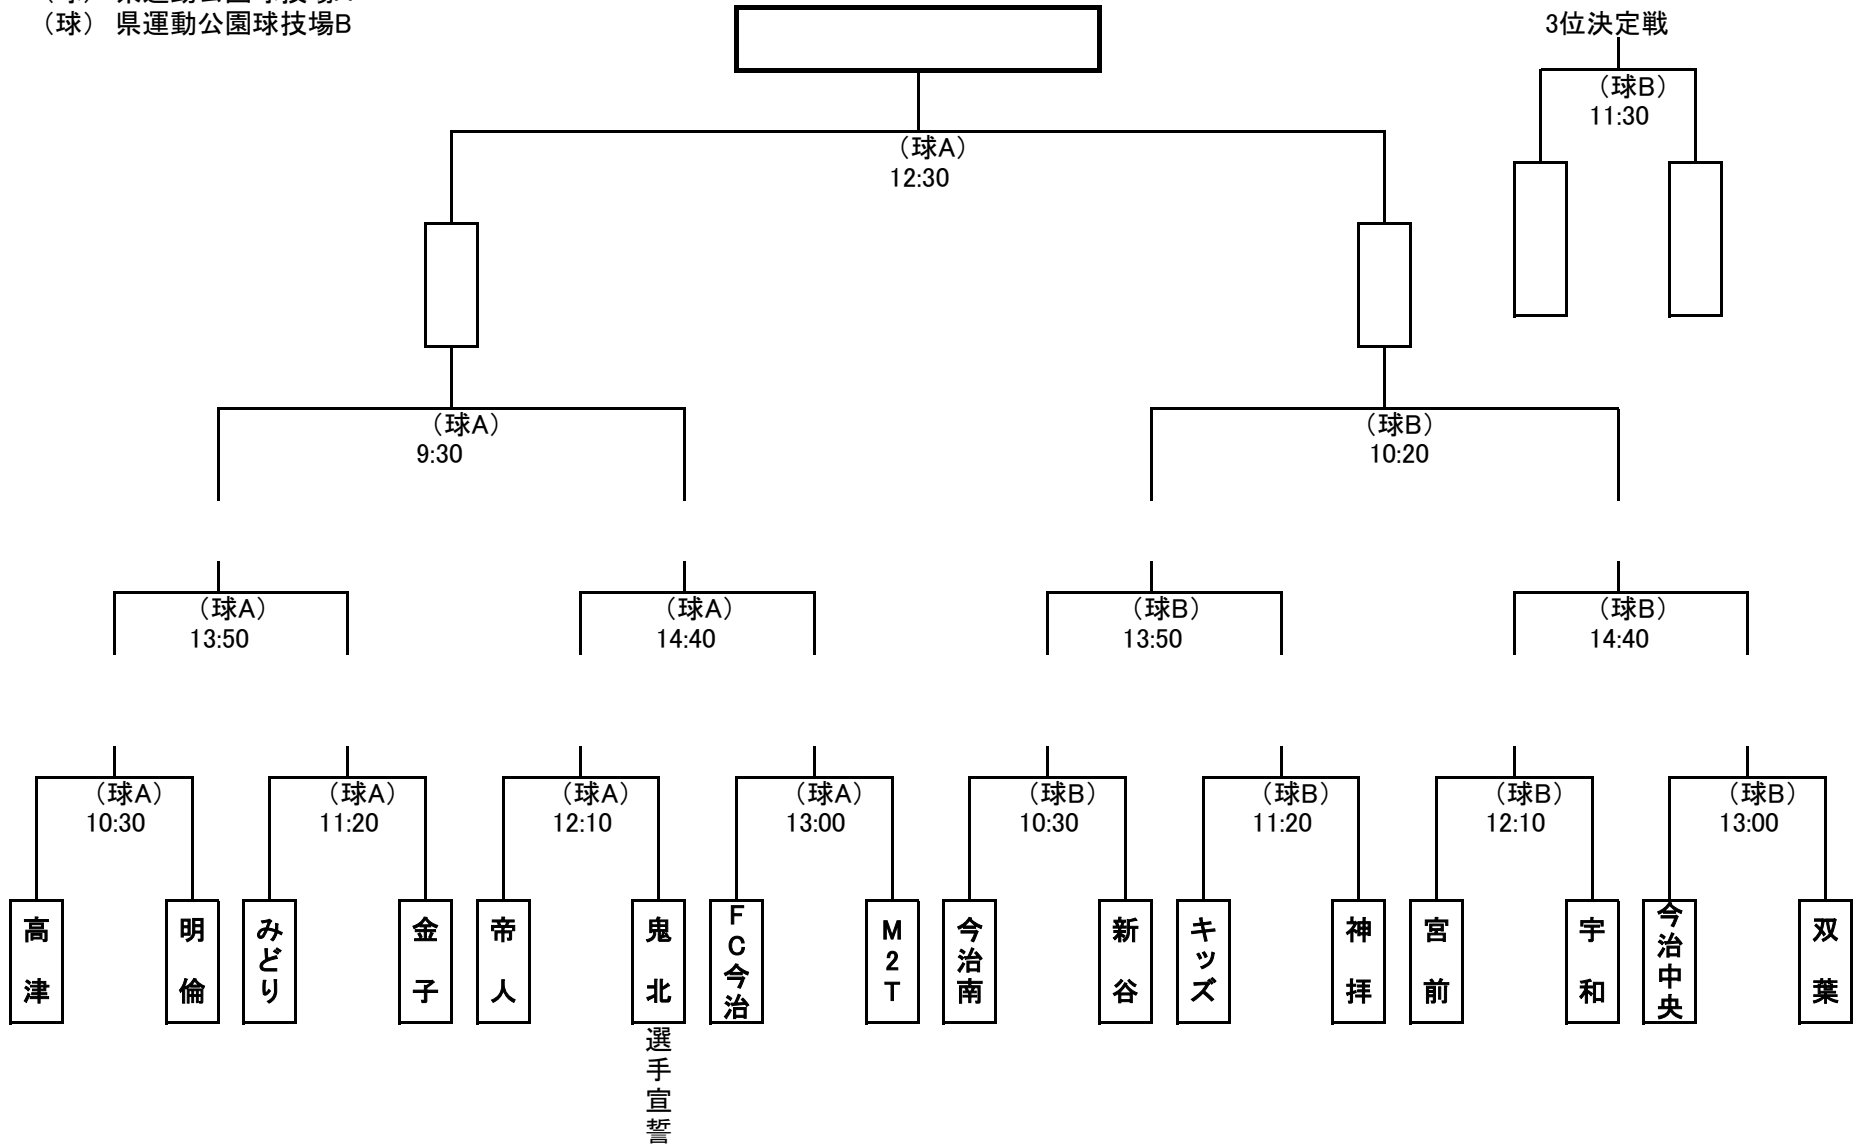 （球） 県運動公園球技場B
3位決定戦
（球B）
11:30
（球A）
12:30
（球A）
9:30
（球B）
10:20
（球A）
13:50
（球A）
14:40
（球B）
13:50
（球B）
14:40
（球A）
10:30
（球A）
11:20
（球A）
12:10
（球A）
13:00
（球B）
10:30
（球B）
11:20
（球B）
12:10
（球B）
13:00
高津
明倫
みどり
金子
帝人
鬼北
FC今治
M2T
今治南
新谷
キッズ
神拝
宮前
宇和
今治中央
双葉
選手宣誓